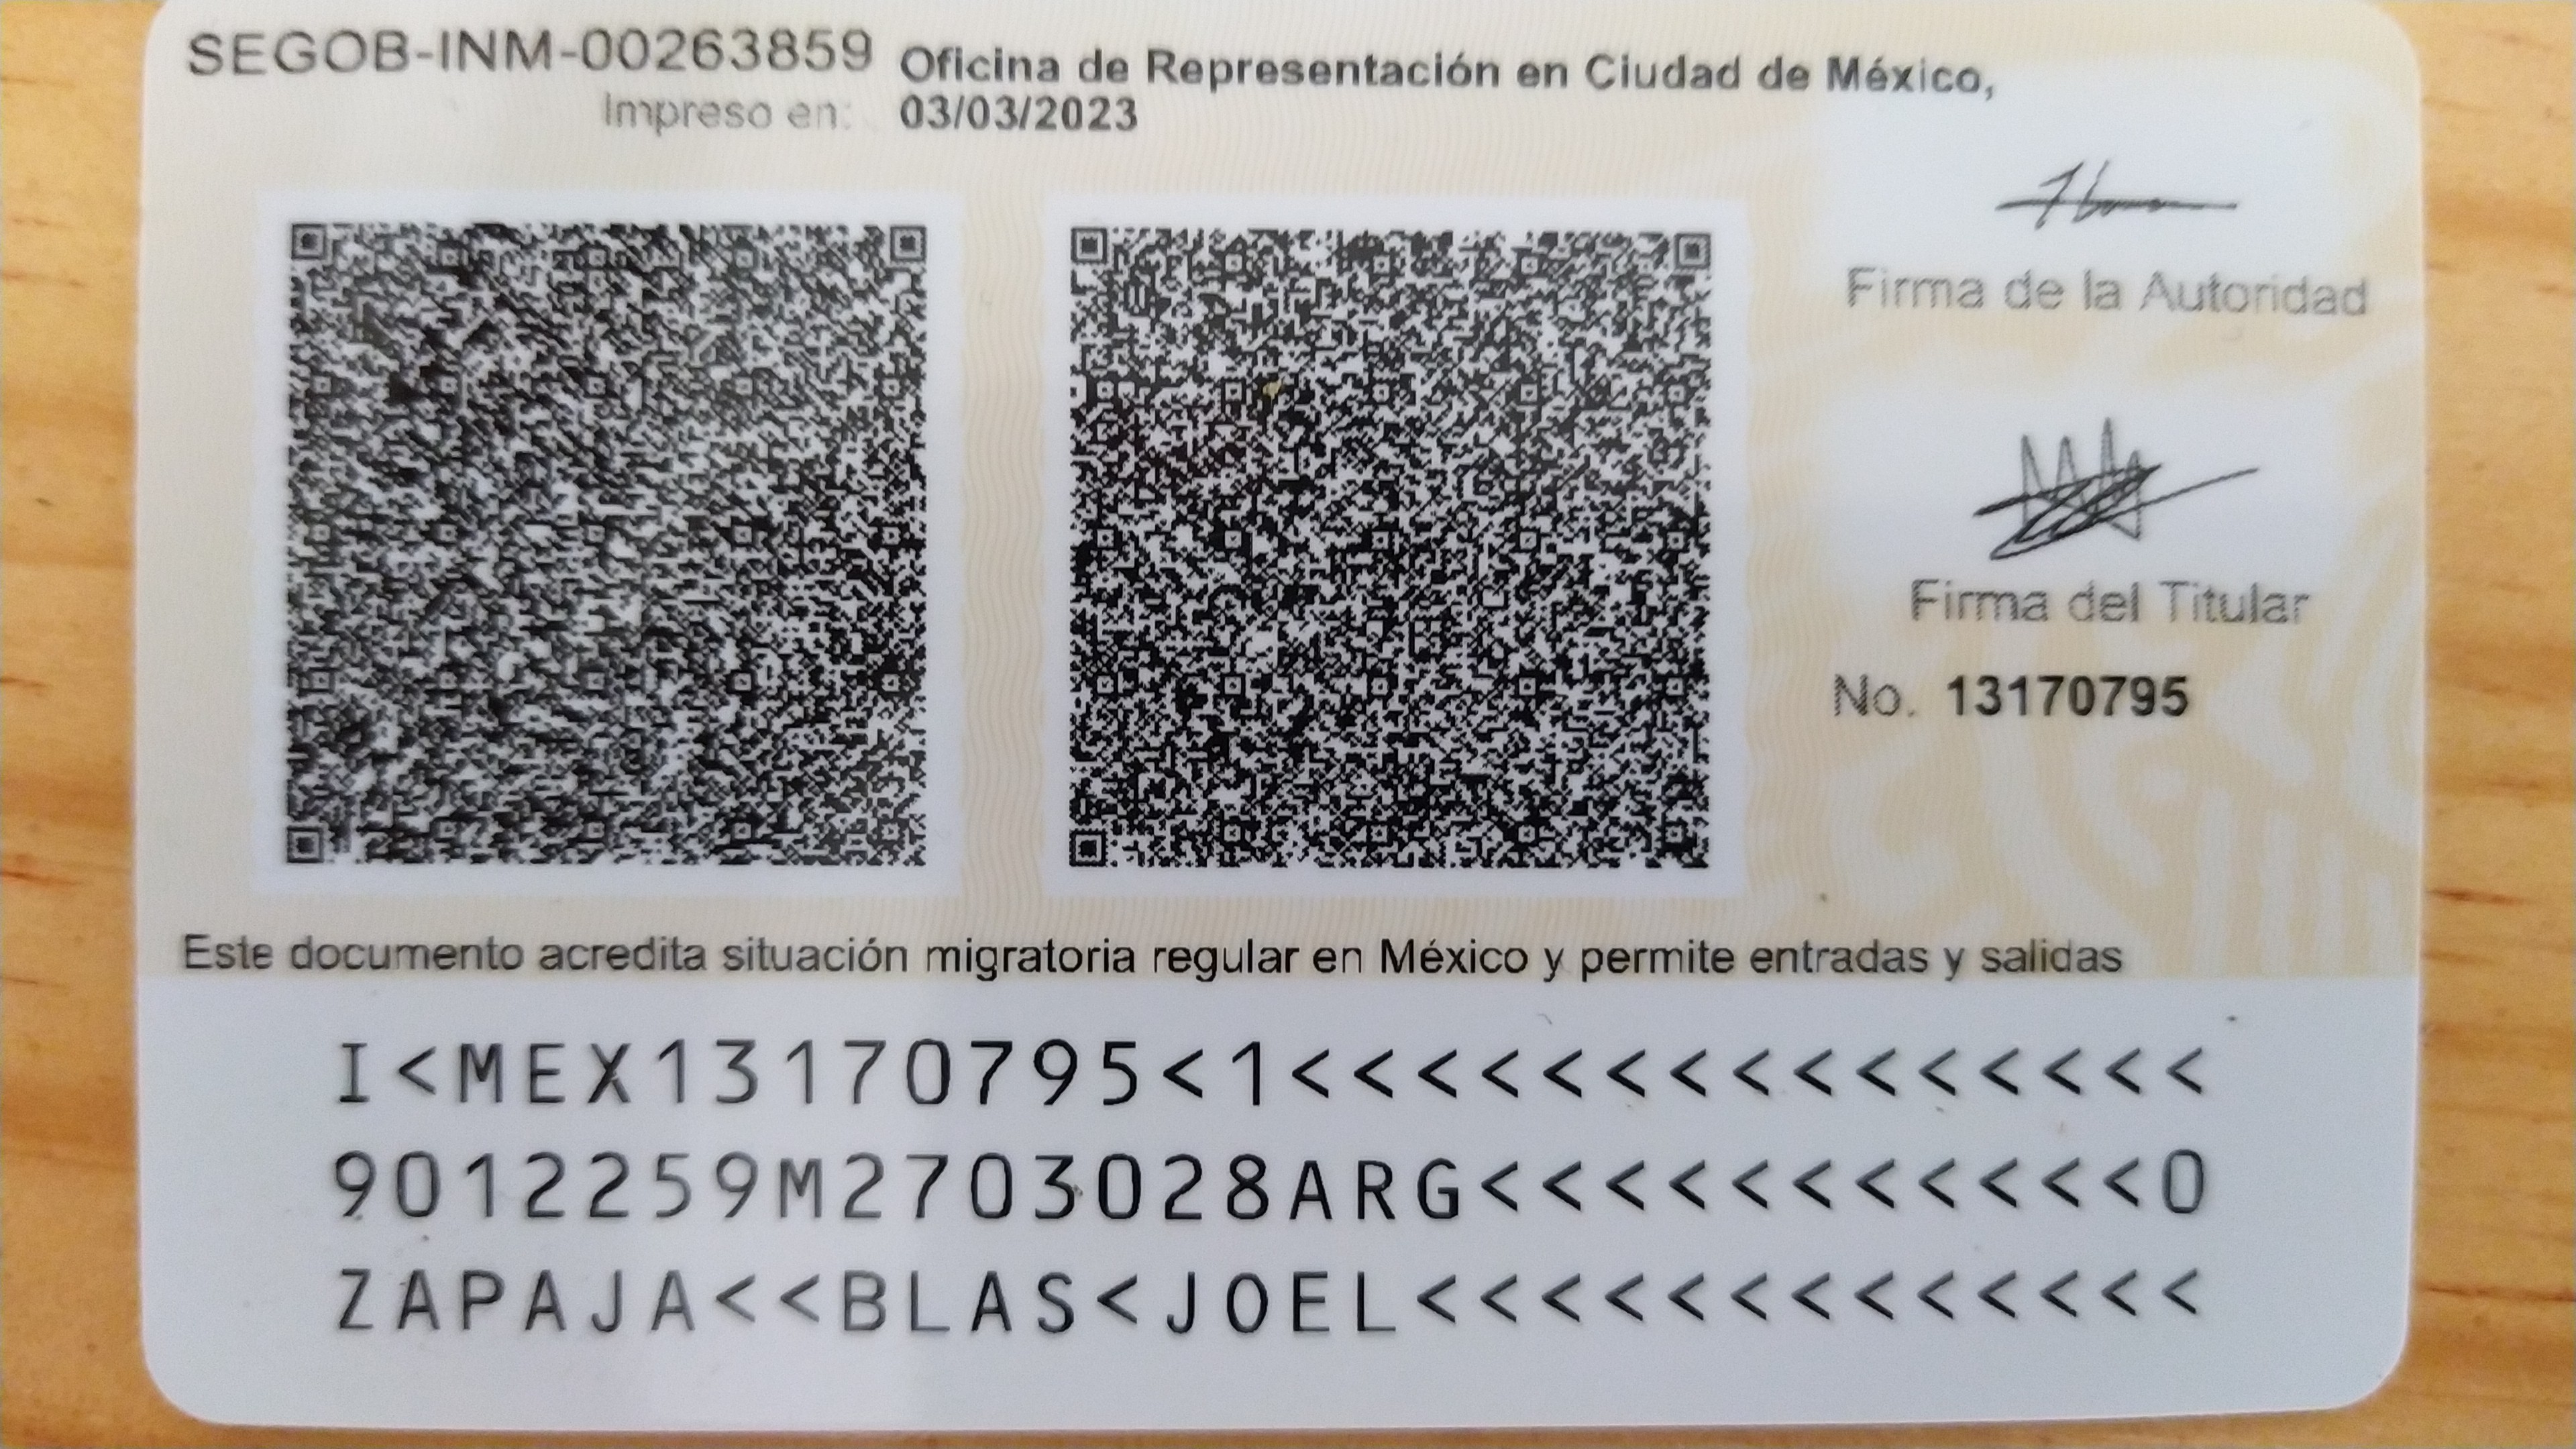 SEGOB-INM-00263859 Oficina de Representación en Ciudad de México,
Impreso en: 03/03/2023
Firma de la Autoridad
Firma del Titular
No. 13170795
Este documento acredita situación migratoria regular en México y permite entradas y salidas
I<MEX13170795<1<<<<<<<<<<<<<<<
9012259M2703028ARG<<<<<<<<<<<0
ZAPAJA<<BLAS<JOEL<<<<<<<<<<<<<